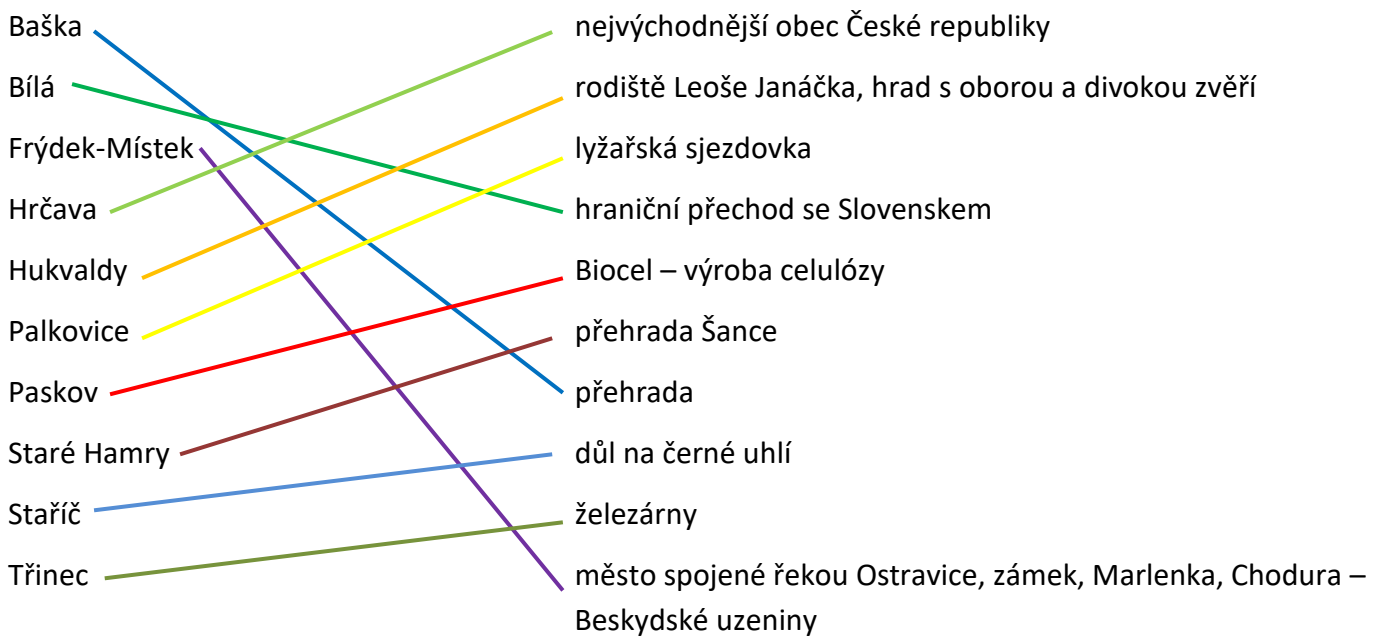 Baška nejvýchodnější obec České republiky
Bílá rodiště Leoše Janáčka, hrad s oborou a divokou zvěří
Frýdek-Místek lyžařská sjezdovka
Hrčava hraniční přechod se Slovenskem
Hukvaldy Biocel – výroba celulózy
Palkovice přehrada Šance
Paskov přehrada
Staré Hamry důl na černé uhlí
Staříč železárny
Třinec město spojené řekou Ostravice, zámek, Marlenka, Chodura –
Beskydské uzeniny